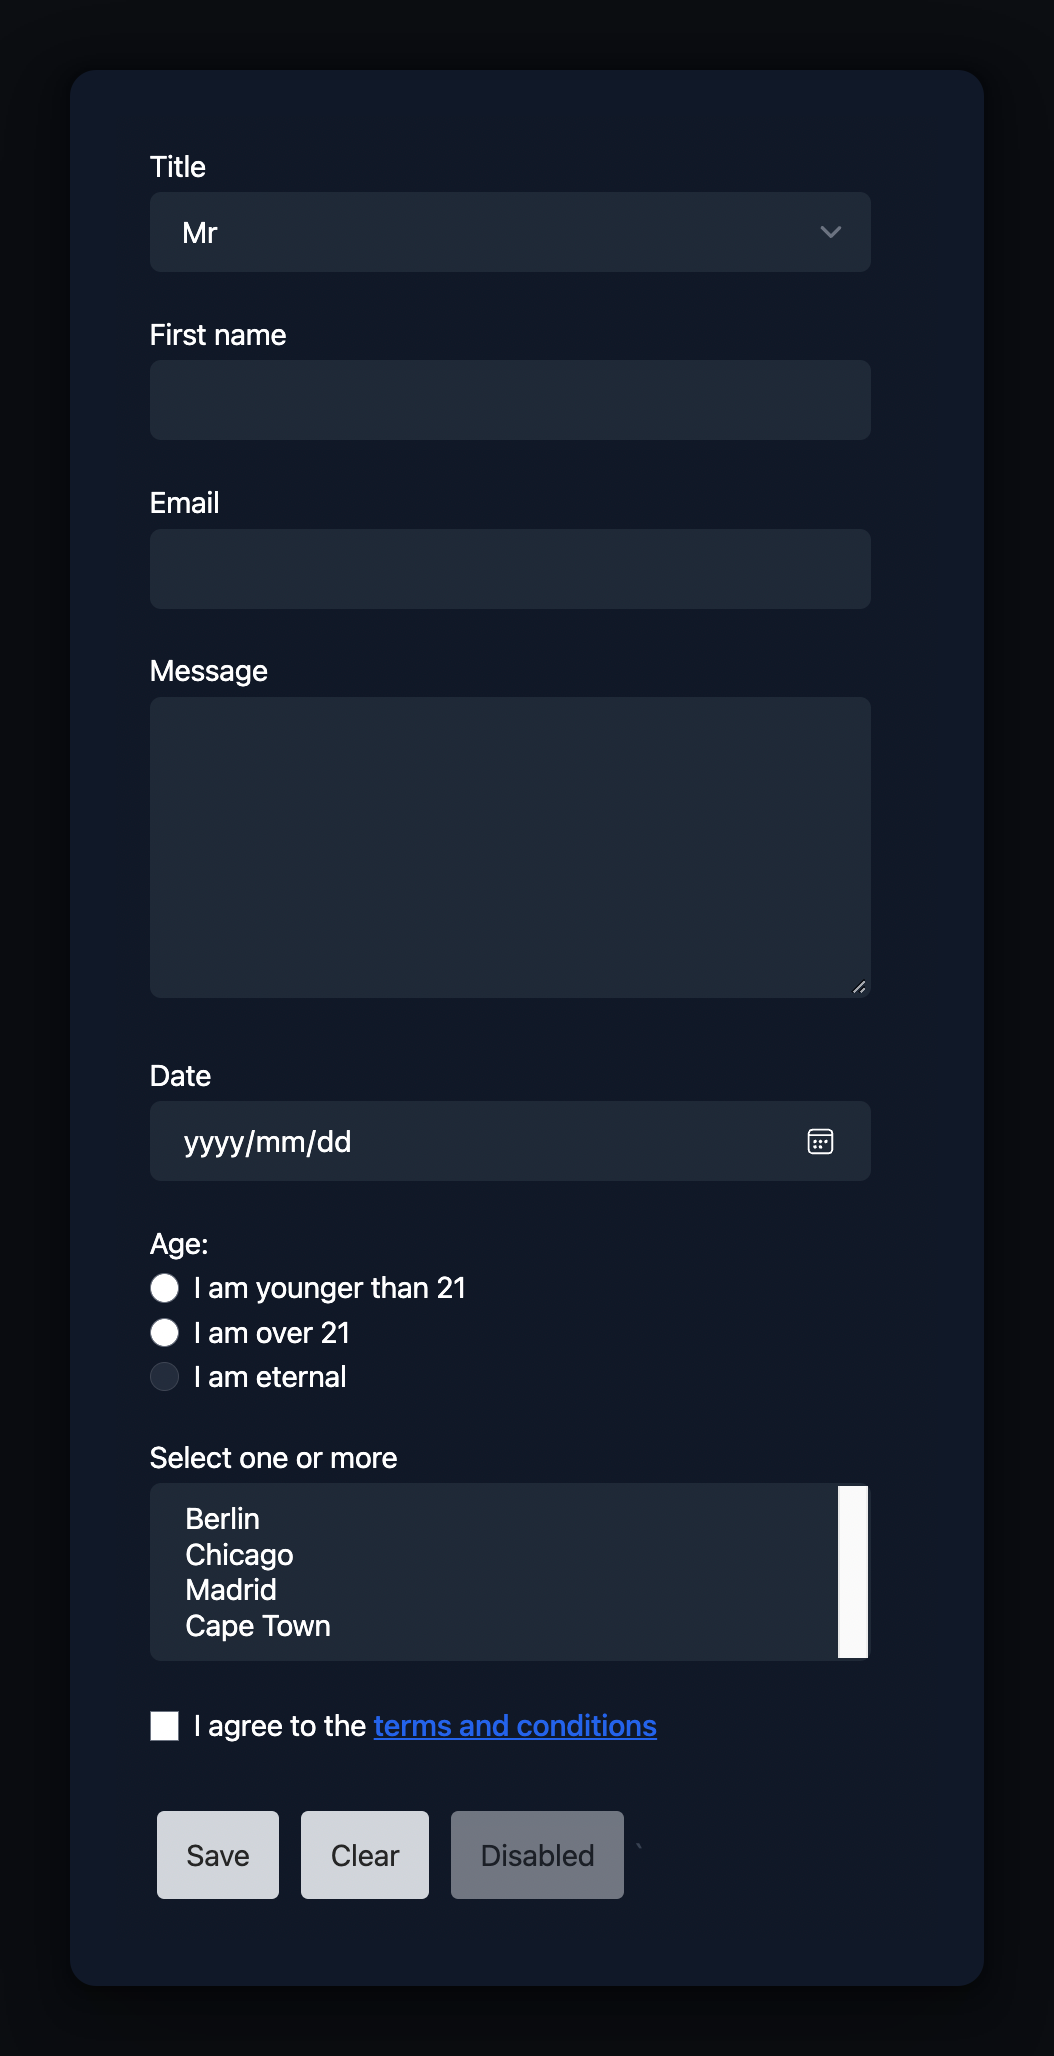 Title
Mr
First name
Email
Message
Date
yyyy/mm/dd
Age:
I am younger than 21
I am over 21
I am eternal
Select one or more
Berlin
Chicago
Madrid
Cape Town
I agree to the terms and conditions
Save Clear Disabled `